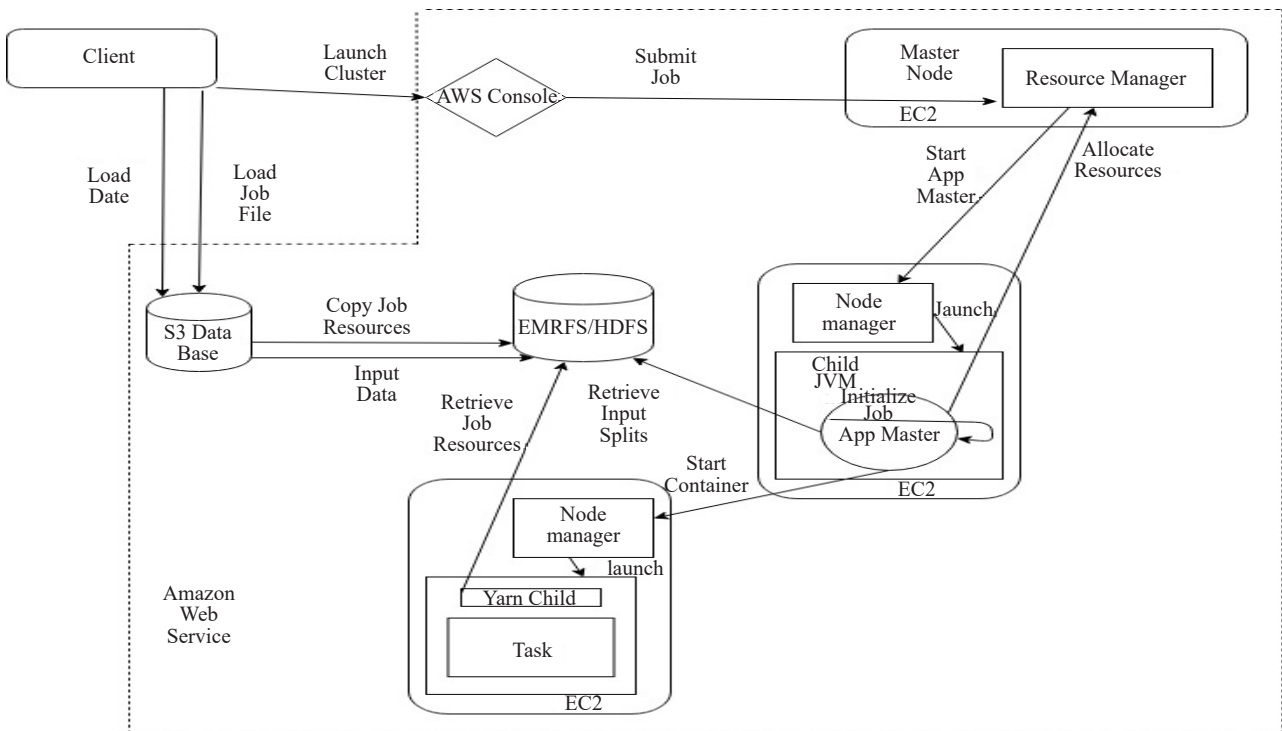 Client
Launch
Cluster
AWS Console
Submit
Job
Master
Node
Resource Manager
EC2
Load
Date
Load
Job
File
Start
App
Master
Allocate
Resources
S3 Data
Base
Copy Job
Resources
Input
Data
EMRFS/HDFS
Node
manager
Jaunch
Child
JVM
Initialize
Job
App Master
EC2
Retrieve
Job
Resources
Retrieve
Input
Splits
Start
Container
Node
manager
launch
Yarn Child
Task
EC2
Amazon
Web
Service